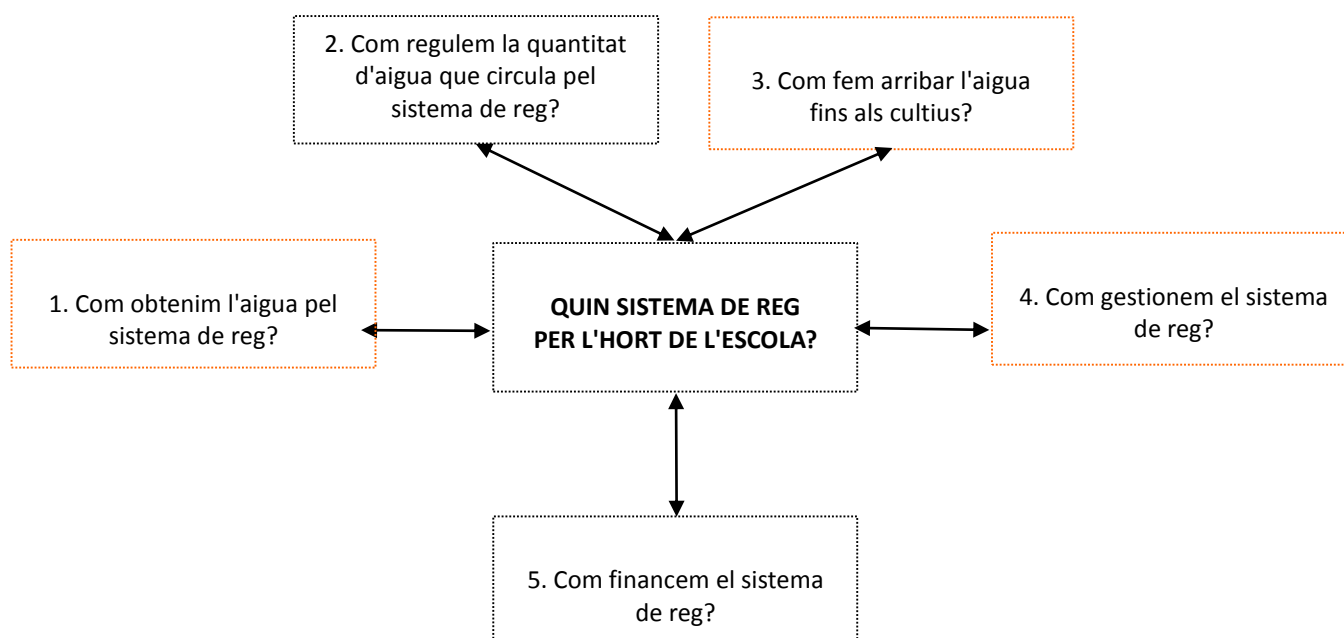 2. Com regulem la quantitat
d'aigua que circula pel
sistema de reg?
3. Com fem arribar l'aigua
fins als cultius?
1. Com obtenim l'aigua pel
sistema de reg?
QUIN SISTEMA DE REG
PER L'HORT DE L'ESCOLA?
4. Com gestionem el sistema
de reg?
5. Com financem el sistema
de reg?